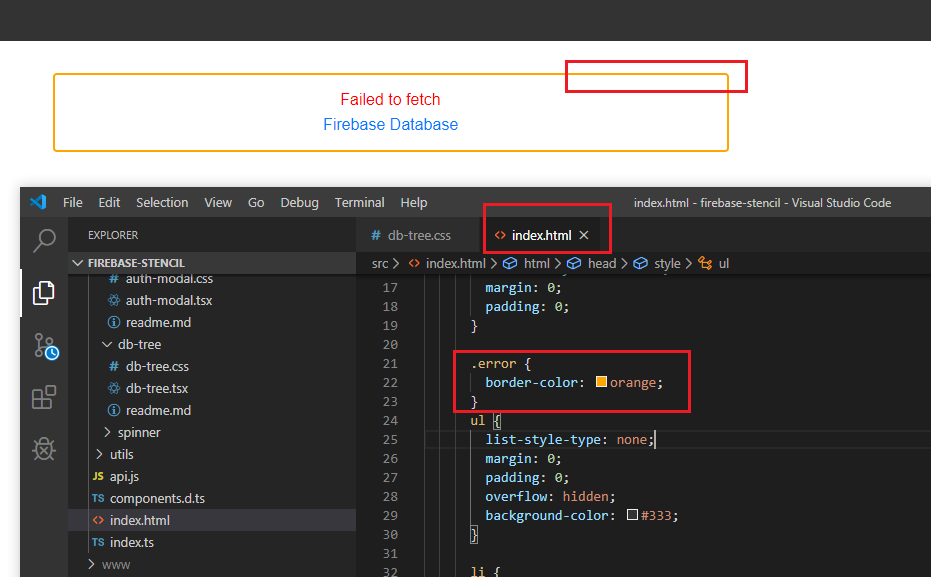 Failed to fetch
Firebase Database
File Edit Selection View Go Debug Terminal Help index.html - firebase-stencil - Visual Studio Code
EXPLORER
# db-tree.css <> index.html ×
FIREBASE-STENCIL
src > <> index.html > html > head > style > ul
# auth-modal.css
auth-modal.tsx
readme.md
db-tree
# db-tree.css
db-tree.tsx
readme.md
> spinner
> utils
JS api.js
TS components.d.ts
<> index.html
TS index.ts
> www
17 margin: 0;
18 padding: 0;
19 }
20
21 .error {
22 border-color: orange;
23 }
24 ul {
25 list-style-type: none;
26 margin: 0;
27 padding: 0;
28 overflow: hidden;
29 background-color: #333;
30 }
31
32 li {